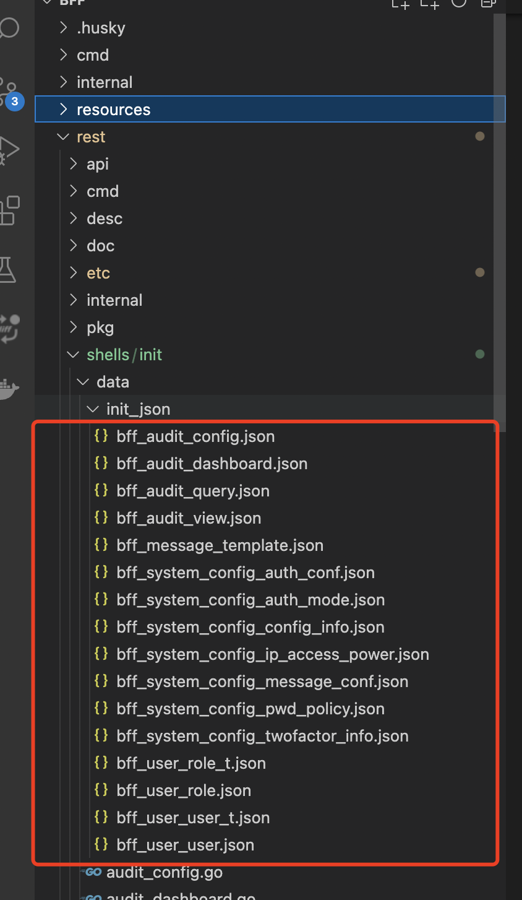 BFF
.husky
cmd
internal
resources
3
rest
api
cmd
desc
doc
etc
internal
pkg
shells/init
data
init_json
{} bff_audit_config.json
{} bff_audit_dashboard.json
{} bff_audit_query.json
{} bff_audit_view.json
{} bff_message_template.json
{} bff_system_config_auth_conf.json
{} bff_system_config_auth_mode.json
{} bff_system_config_config_info.json
{} bff_system_config_ip_access_power.json
{} bff_system_config_message_conf.json
{} bff_system_config_pwd_policy.json
{} bff_system_config_twofactor_info.json
{} bff_user_role_t.json
{} bff_user_role.json
{} bff_user_user_t.json
{} bff_user_user.json
GO audit_config.go
GO audit_dashboard.go